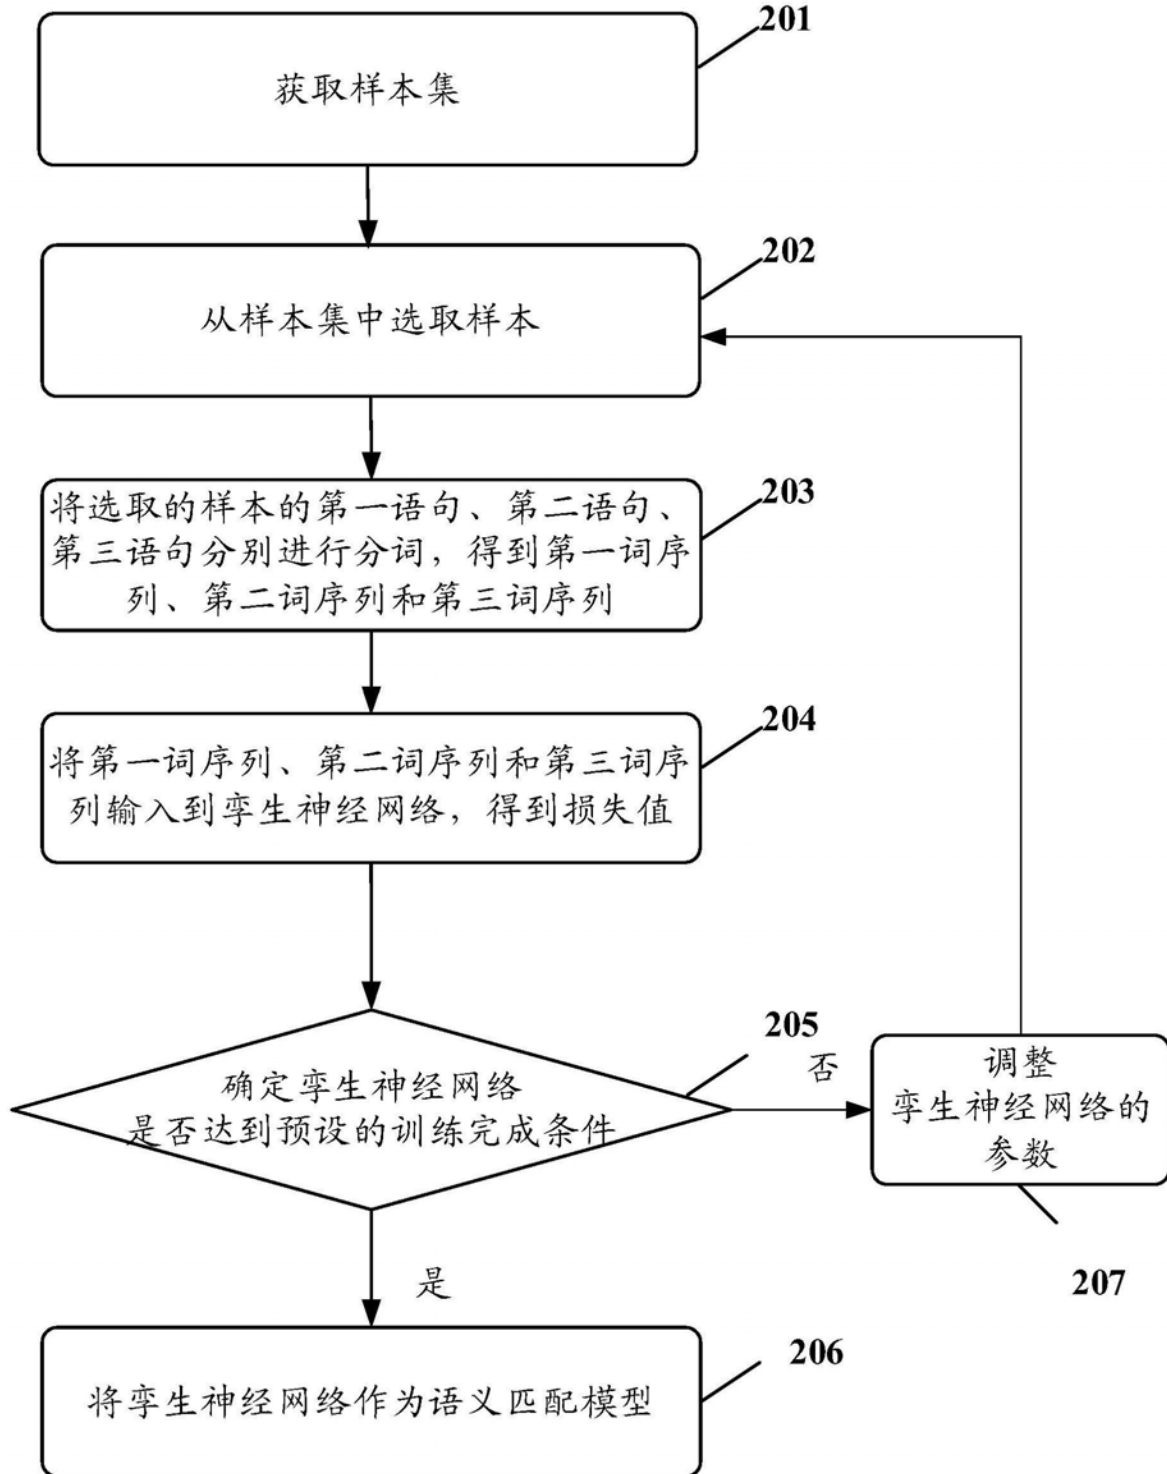 201
获取样本集
202
从样本集中选取样本
203
将选取的样本的第一语句、第二语句、
第三语句分别进行分词，得到第一词序
列、第二词序列和第三词序列
204
将第一词序列、第二词序列和第三词序
列输入到孪生神经网络，得到损失值
205
确定孪生神经网络
是否达到预设的训练完成条件
否
调整
孪生神经网络的
参数
207
是
206
将孪生神经网络作为语义匹配模型